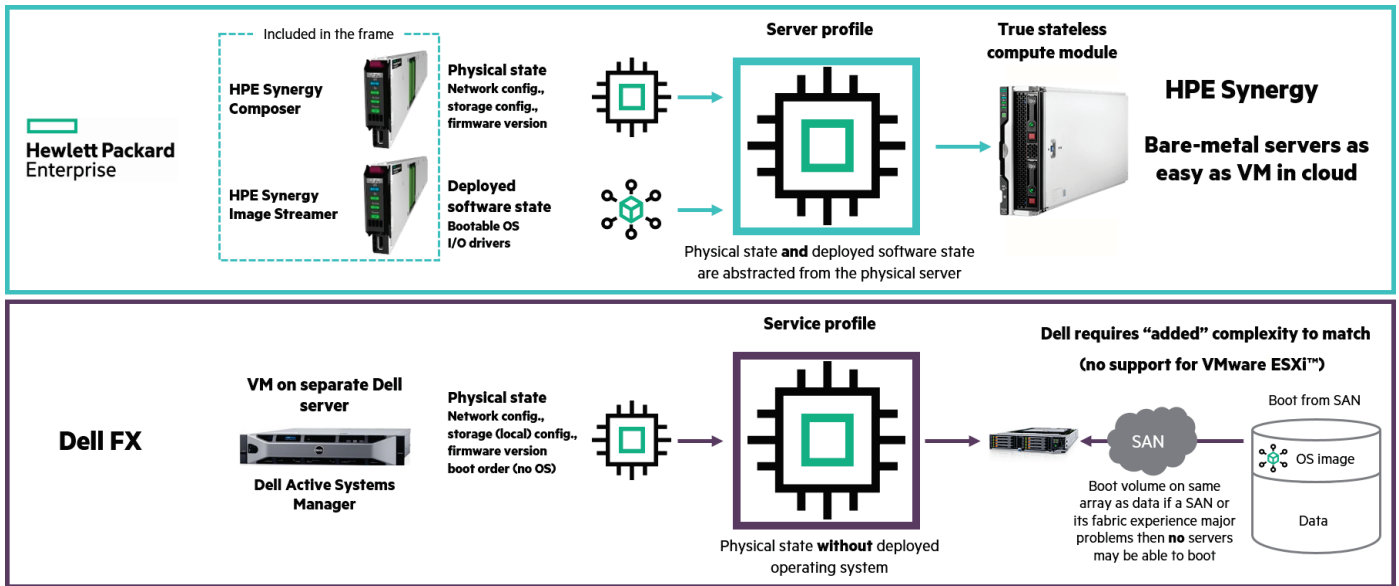 Included in the frame
HPE Synergy
Composer
Physical state
Network config.,
storage config.,
firmware version
Server profile
True stateless
compute module
HPE Synergy
Bare-metal servers as
easy as VM in cloud
Hewlett Packard
Enterprise
HPE Synergy
Image Streamer
Deployed
software state
Bootable OS
I/O drivers
Physical state and deployed software state
are abstracted from the physical server
Service profile
Dell requires “added” complexity to match
(no support for VMware ESXi™)
Dell FX
VM on separate Dell
server
Dell Active Systems
Manager
Physical state
Network config.,
storage (local) config.,
firmware version
boot order (no OS)
Physical state without deployed
operating system
SAN
Boot volume on same
array as data if a SAN or
its fabric experience major
problems then no servers
may be able to boot
Boot from SAN
OS image
Data